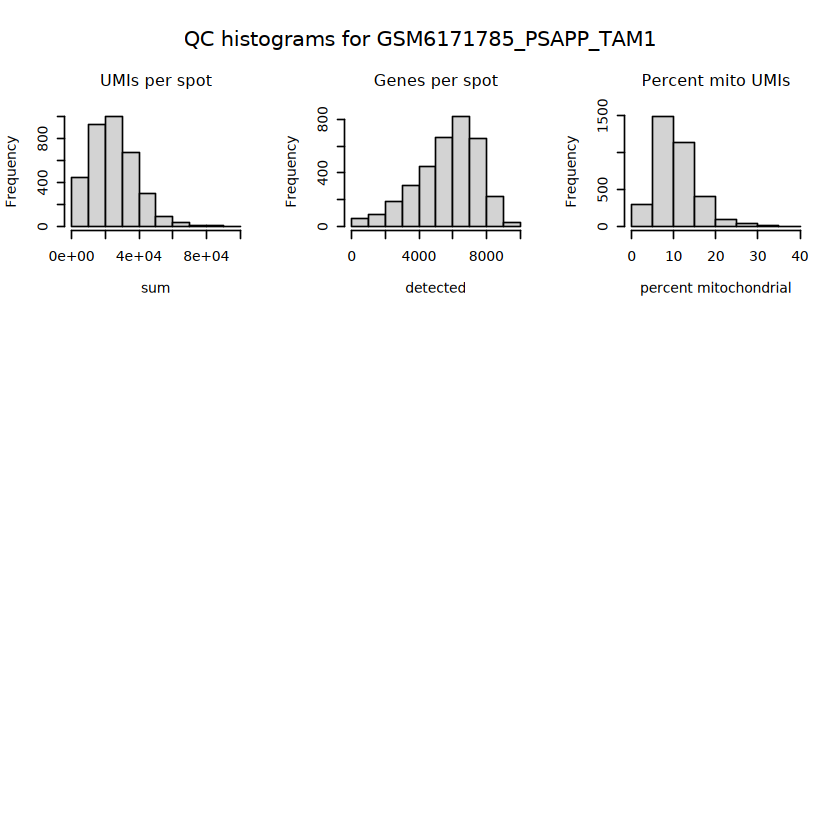 QC histograms for GSM6171785_PSAPP_TAM1
UMIs per spot
Frequency
0
400
800
0e+00 4e+04 8e+04
sum
Genes per spot
Frequency
0
400
800
0 4000 8000
detected
Percent mito UMIs
Frequency
0
500
1500
0 10 20 30 40
percent mitochondrial